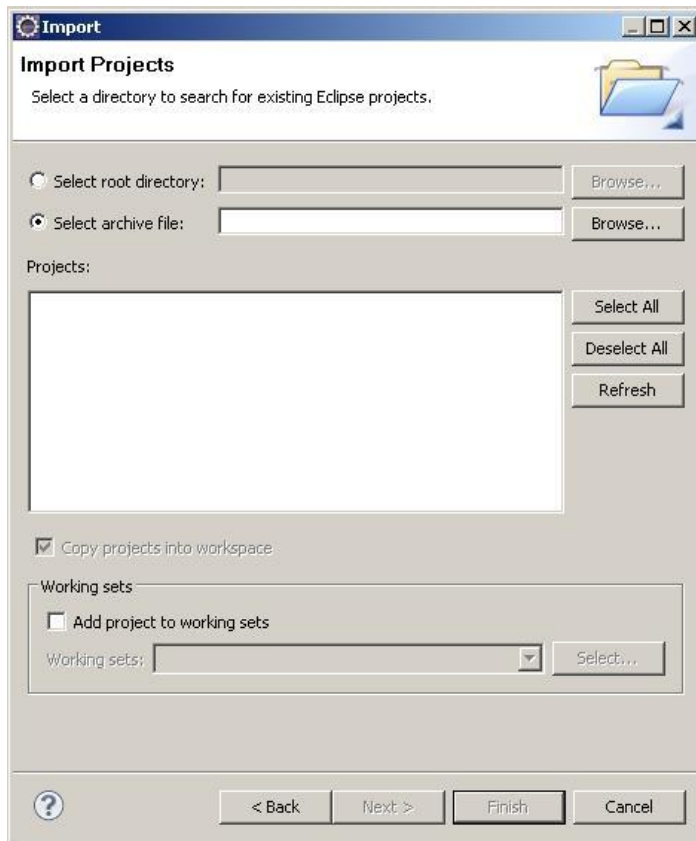 Import
Import Projects
Select a directory to search for existing Eclipse projects.
Select root directory: Browse...
Select archive file: Browse...
Projects:
Select All
Deselect All
Refresh
Copy projects into workspace
Working sets
Add project to working sets
Working sets: Select...
? < Back Next > Finish Cancel